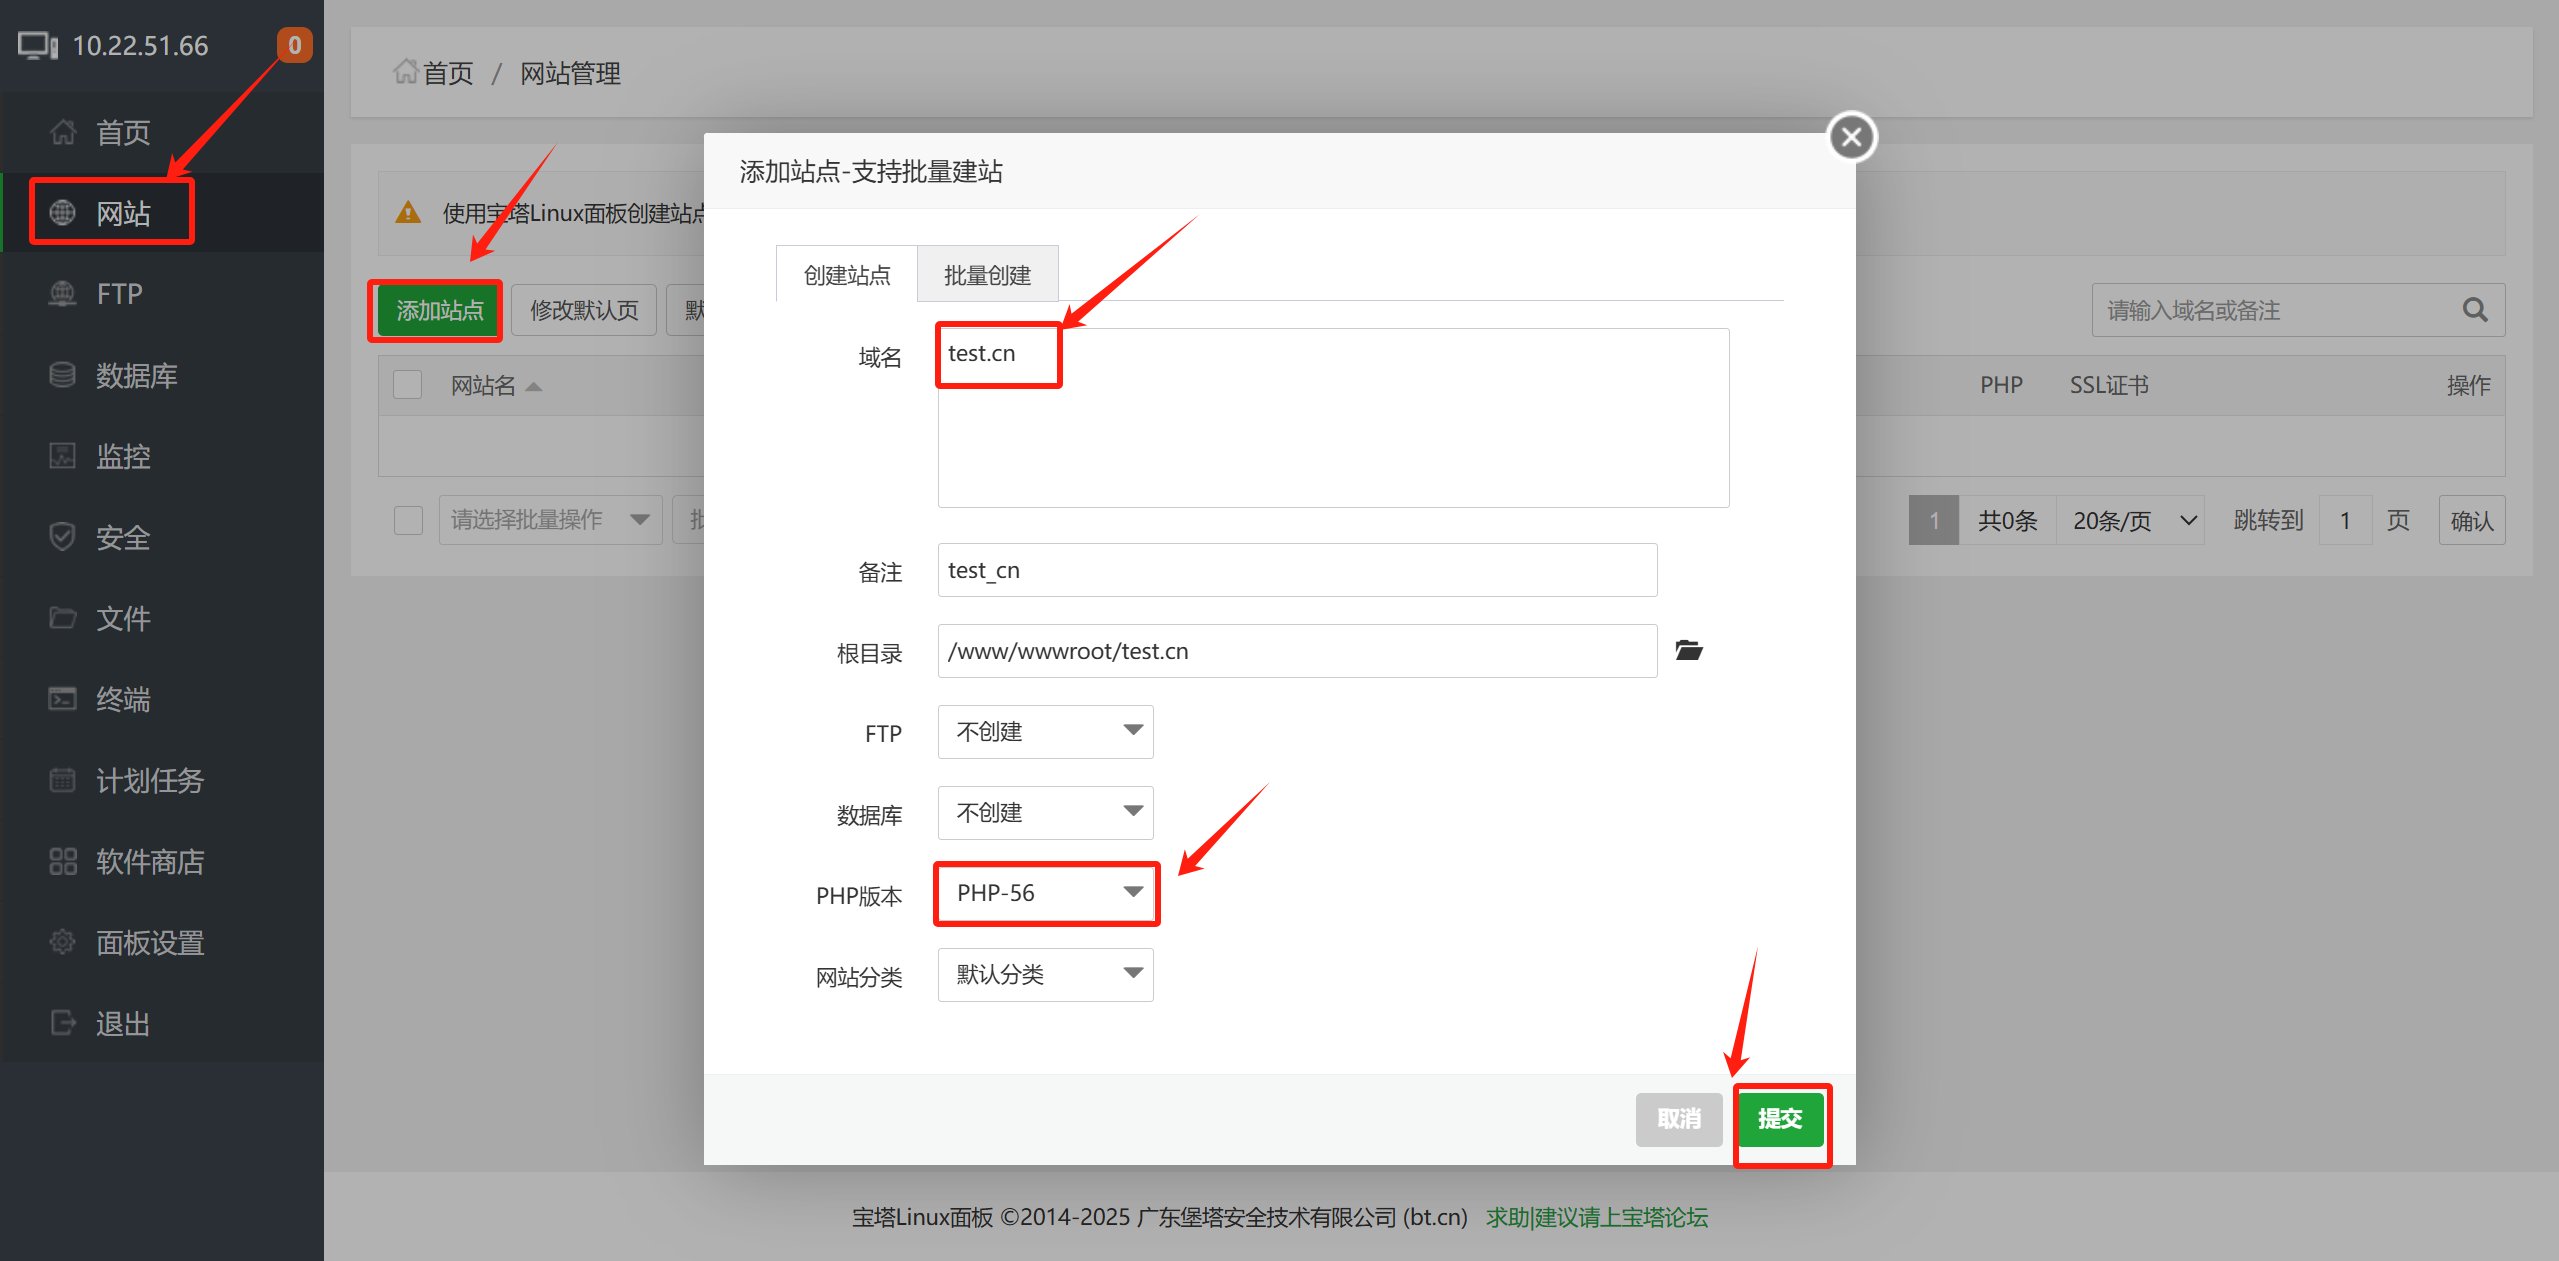 10.22.51.66
0
首页
网站
FTP
数据库
监控
安全
文件
终端
计划任务
软件商店
面板设置
退出
首页 / 网站管理
使用宝塔Linux面板创建站点
添加站点
修改默认页
默
请输入域名或备注
网站名
PHP
SSL证书
操作
请选择批量操作
批
1
共0条
20条/页
跳转到
1
页
确认
添加站点-支持批量建站
创建站点
批量创建
域名
test.cn
备注
test_cn
根目录
/www/wwwroot/test.cn
FTP
不创建
数据库
不创建
PHP版本
PHP-56
网站分类
默认分类
取消
提交
宝塔Linux面板 ©2014-2025 广东堡塔安全技术有限公司 (bt.cn) 求助|建议请上宝塔论坛